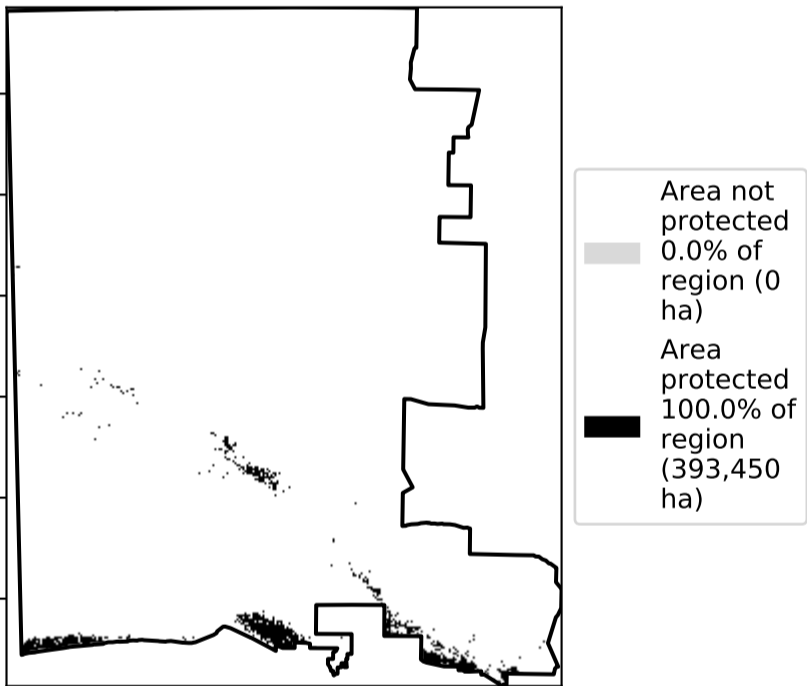 Area not
protected
0.0% of
region (0
ha)
Area
protected
100.0% of
region
(393,450
ha)